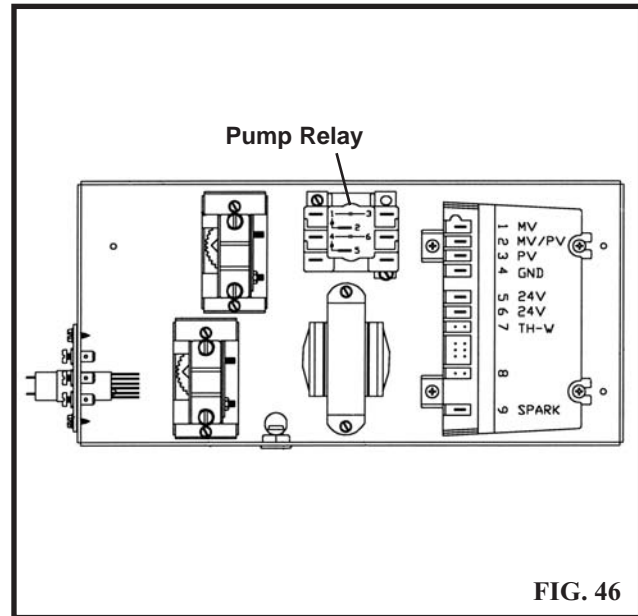 Pump Relay
1 3
2
4 6
5
1 MV
2 MV/PV
3 PV
4 GND
5 24V
6 24V
7 TH-W
8
9 SPARK
FIG. 46